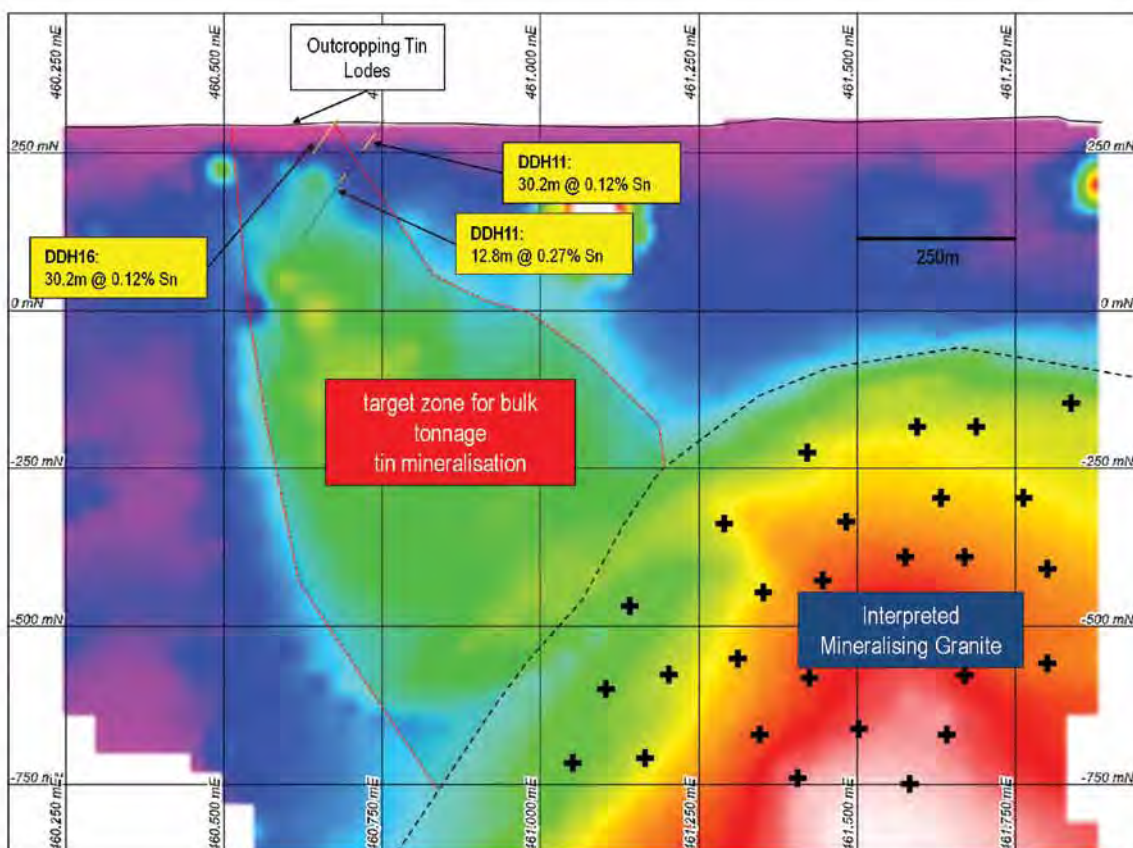 460.250 mE
460.500 mE
461.000 mE
461.250 mE
461.500 mE
461.750 mE
Outcropping Tin
Lodes
250 mN
250 mN
DDH11:
30.2m @ 0.12% Sn
DDH11:
12.8m @ 0.27% Sn
DDH16:
30.2m @ 0.12% Sn
250m
0 mN
0 mN
target zone for bulk
tonnage
tin mineralisation
-250 mN
-250 mN
-500 mN
-500 mN
Interpreted
Mineralising Granite
-750 mN
-750 mN
460.250 mE
460.500 mE
460.750 mE
461.000 mE
461.250 mE
461.500 mE
461.750 mE